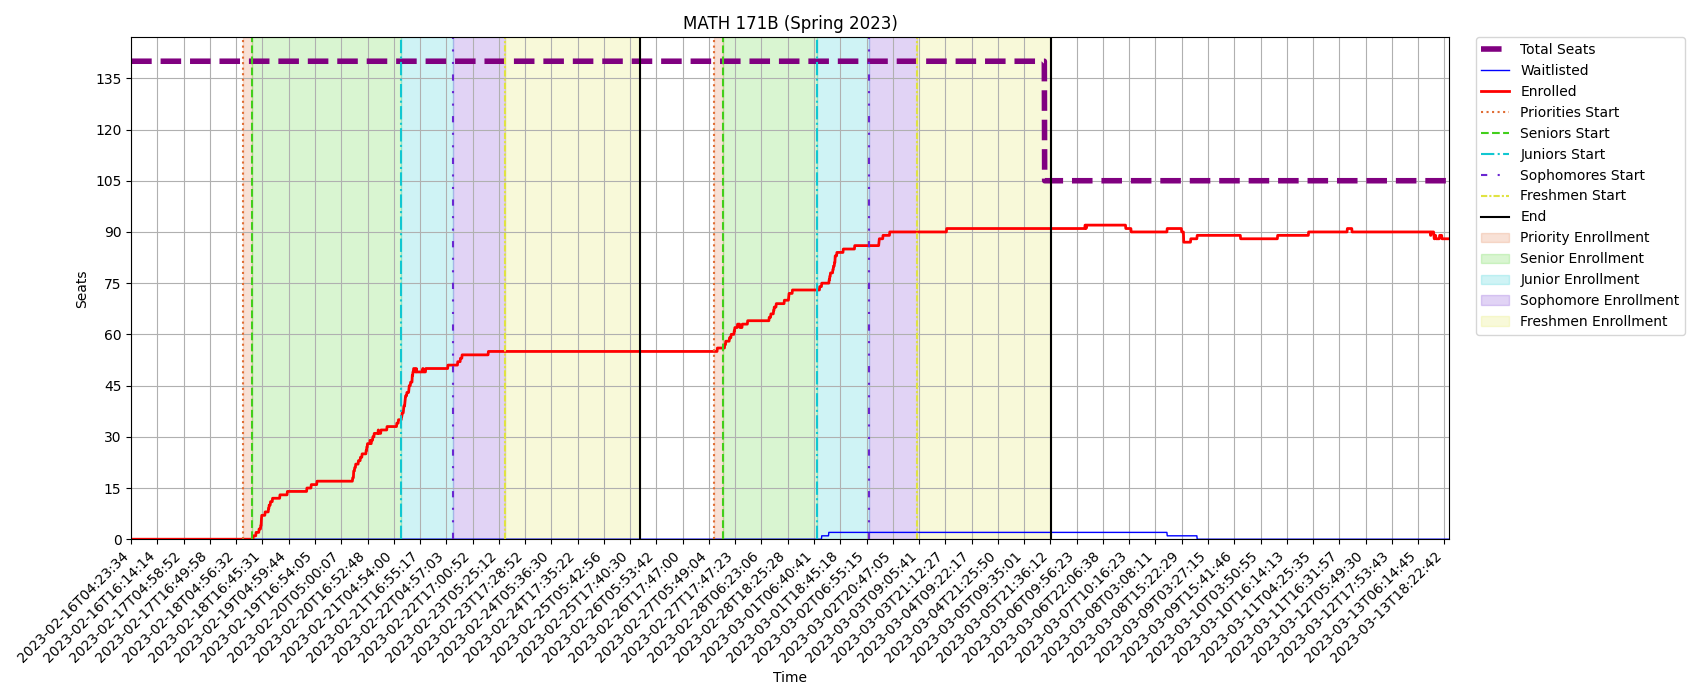 MATH 171B (Spring 2023)
Seats
135
120
105
90
75
60
45
30
15
0
2023-02-16T04:23:34
2023-02-16T16:14:14
2023-02-17T04:58:52
2023-02-17T16:49:58
2023-02-18T04:56:32
2023-02-18T16:45:31
2023-02-19T04:59:44
2023-02-19T16:54:05
2023-02-20T05:00:07
2023-02-20T16:52:48
2023-02-21T04:54:00
2023-02-21T16:55:17
2023-02-22T04:57:03
2023-02-22T17:00:52
2023-02-23T05:25:12
2023-02-23T17:28:52
2023-02-24T05:36:30
2023-02-24T17:35:22
2023-02-25T05:42:56
2023-02-25T17:40:30
2023-02-26T05:53:42
2023-02-26T17:47:00
2023-02-27T05:49:04
2023-02-27T17:47:23
2023-02-28T06:23:06
2023-02-28T18:25:28
2023-03-01T06:40:41
2023-03-01T18:45:18
2023-03-02T06:55:15
2023-03-02T20:47:05
2023-03-03T09:05:41
2023-03-03T21:12:27
2023-03-04T09:22:17
2023-03-04T21:25:50
2023-03-05T09:35:01
2023-03-05T21:36:12
2023-03-06T09:56:23
2023-03-06T22:06:38
2023-03-07T10:16:23
2023-03-08T03:08:11
2023-03-08T15:22:29
2023-03-09T03:27:15
2023-03-09T15:41:46
2023-03-10T03:50:55
2023-03-10T16:14:13
2023-03-11T04:25:35
2023-03-11T16:31:57
2023-03-12T05:49:30
2023-03-12T17:53:43
2023-03-13T06:14:45
2023-03-13T18:22:42
Time
Total Seats
Waitlisted
Enrolled
Priorities Start
Seniors Start
Juniors Start
Sophomores Start
Freshmen Start
End
Priority Enrollment
Senior Enrollment
Junior Enrollment
Sophomore Enrollment
Freshmen Enrollment